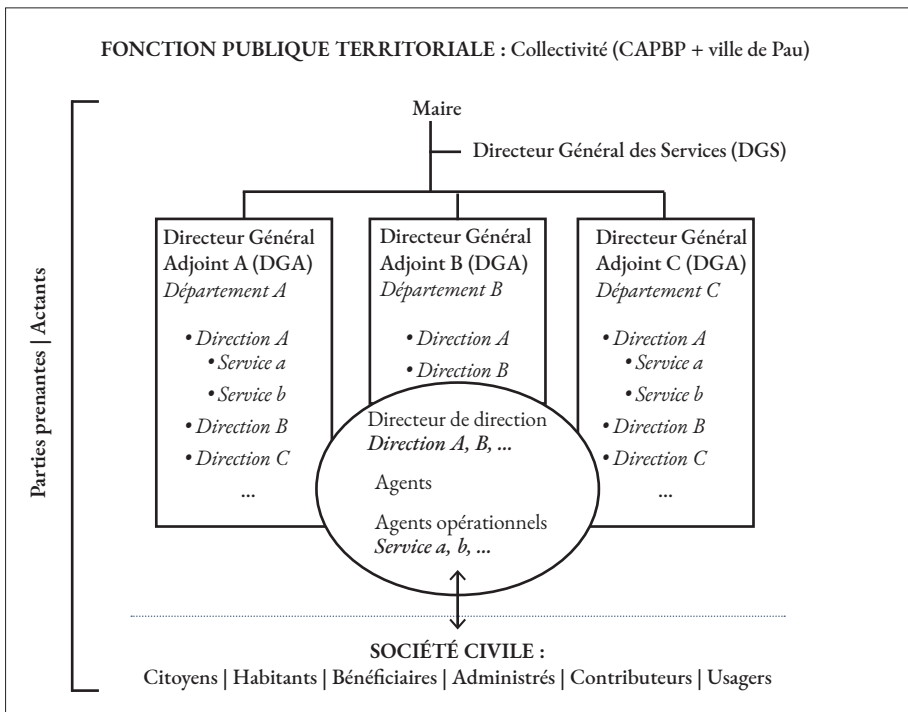 FONCTION PUBLIQUE TERRITORIALE : Collectivité (CAPBP + ville de Pau)
Parties prenantes | Actants
Maire
Directeur Général des Services (DGS)
Directeur Général
Adjoint A (DGA)
Département A
• Direction A
• Service a
• Service b
• Direction B
• Direction C
...
Directeur Général
Adjoint B (DGA)
Département B
• Direction A
• Direction B
Directeur Général
Adjoint C (DGA)
Département C
• Direction A
• Service a
• Service b
• Direction B
• Direction C
...
Directeur de direction
Direction A, B, ...
Agents
Agents opérationnels
Service a, b, ...
SOCIÉTÉ CIVILE :
Citoyens | Habitants | Bénéficiaires | Administrés | Contributeurs | Usagers